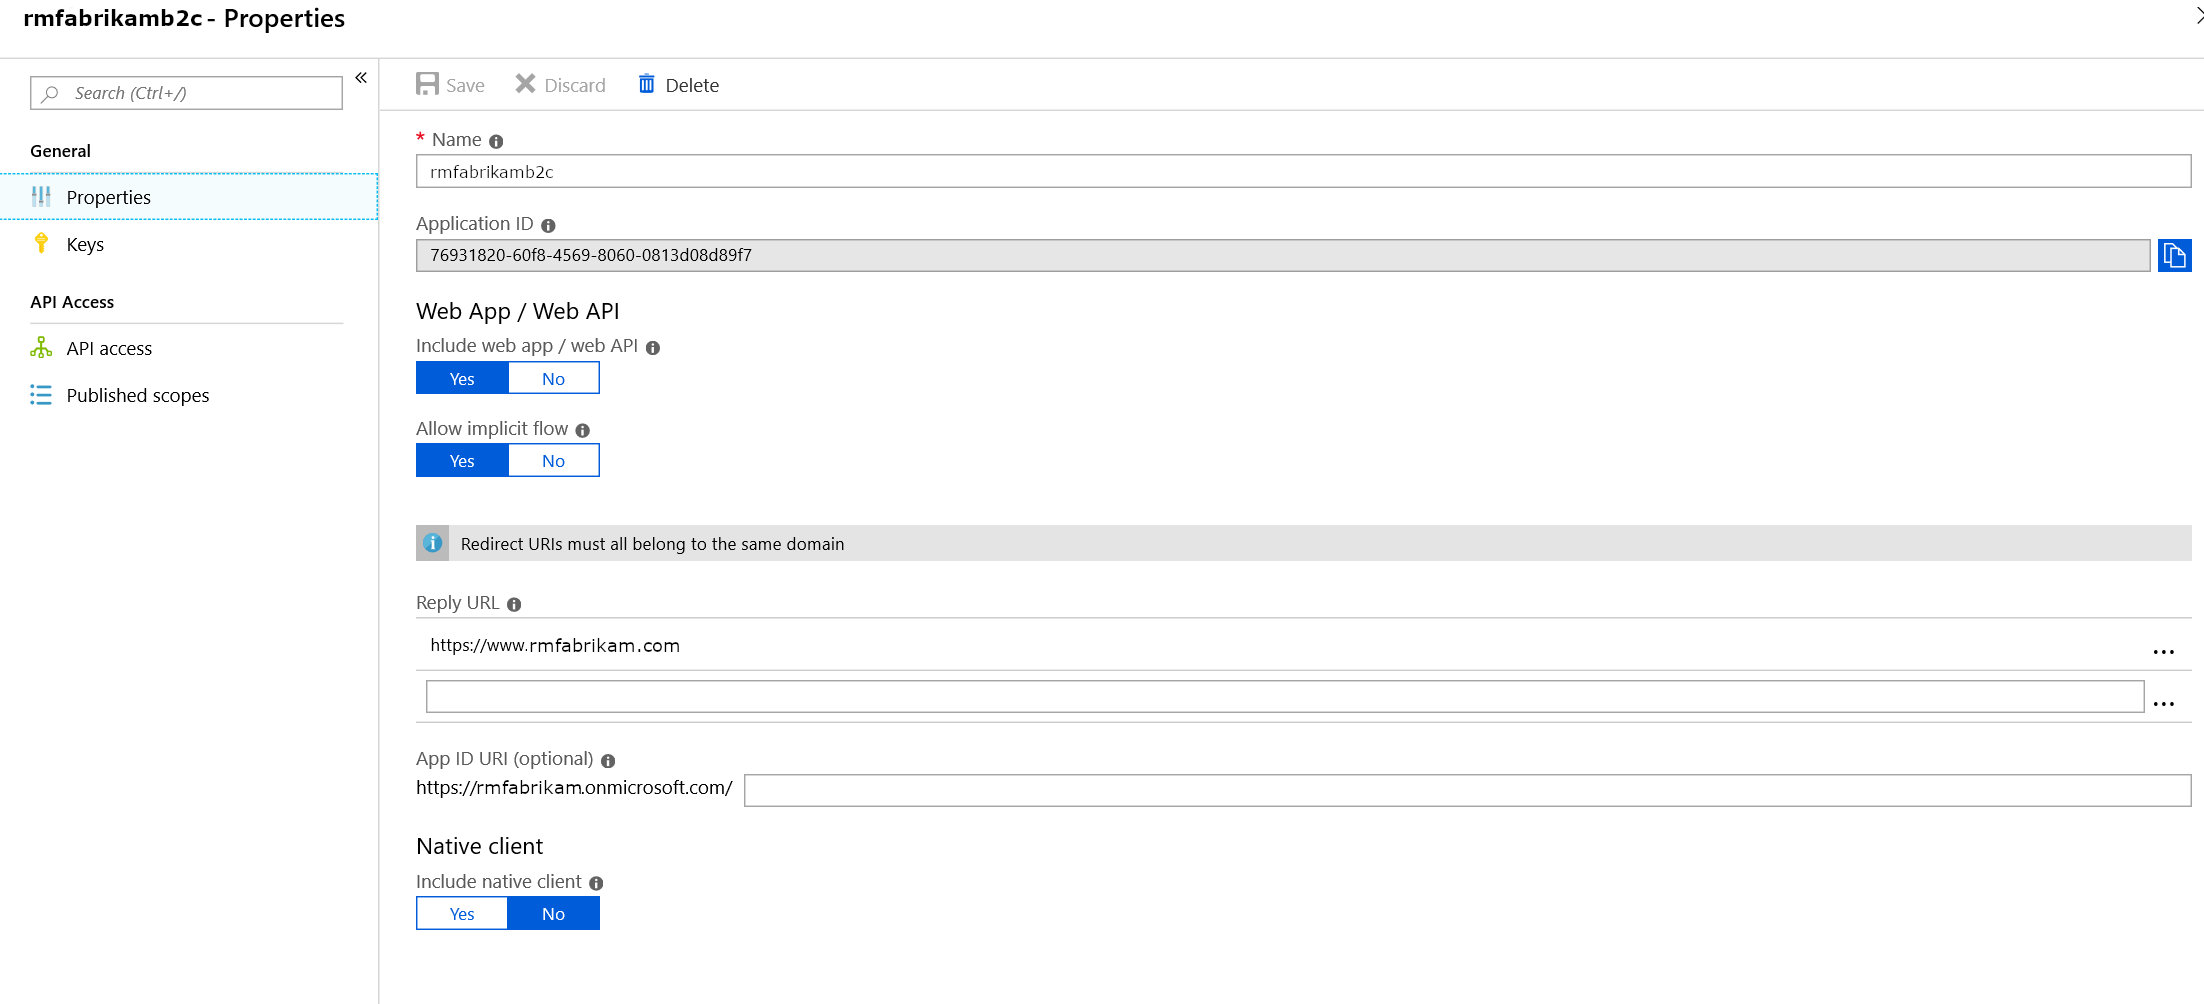 rmfabrikamb2c - Properties
Search (Ctrl+/)
General
Properties
Keys
API Access
API access
Published scopes
Save Discard Delete
* Name
rmfabrikamb2c
Application ID
76931820-60f8-4569-8060-0813d08d89f7
Web App / Web API
Include web app / web API
Yes No
Allow implicit flow
Yes No
Redirect URIs must all belong to the same domain
Reply URL
https://www.rmfabrikam.com
App ID URI (optional)
https://rmfabrikam.onmicrosoft.com/
Native client
Include native client
Yes No